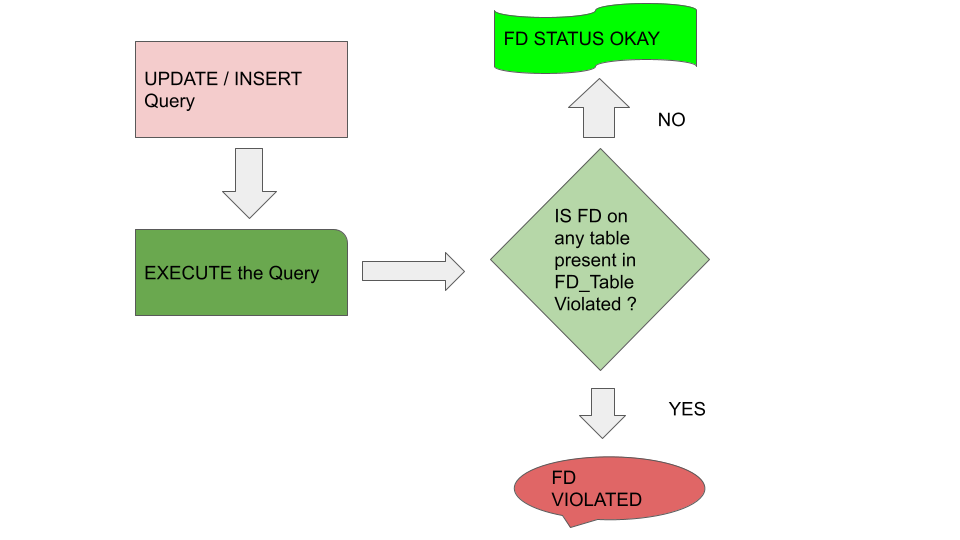 UPDATE / INSERT
Query
EXECUTE the Query
FD STATUS OKAY
NO
IS FD on
any table
present in
FD_Table
Violated ?
YES
FD
VIOLATED